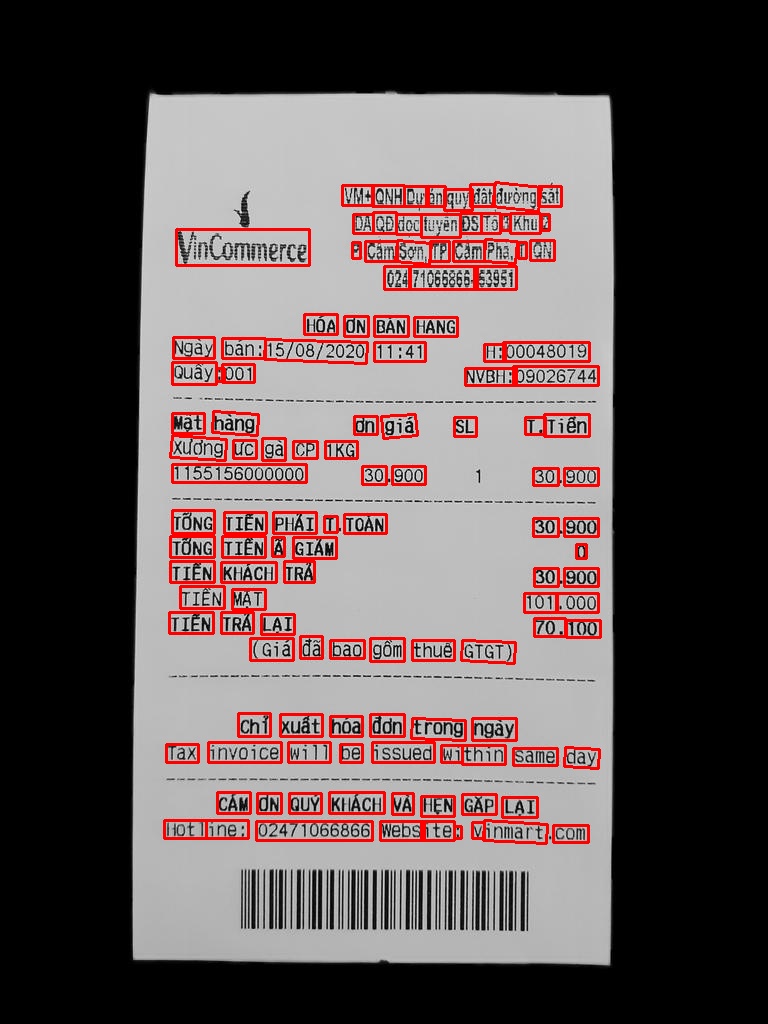 VM+ QNH Dự án quy đất đường sắt
DA QĐ dọc tuyến ĐS Tổ 4 Khu 4
VinCommerce
P Cẩm Sơn, TP Cẩm Phả, T QN
02471066866-53951
HÓA ĐƠN BÁN HÀNG
Ngày bán:15/08/2020 11:41 HĐ:00048019
Quầy:001 NVBH:09026744
Mặt hàng Đơn giá SL T.Tiền
Xương ức gà CP 1KG
1155156000000 30.900 1 30.900
TỔNG TIỀN PHẢI T.TOÁN 30.900
TỔNG TIỀN ĐÃ GIẢM 0
TIỀN KHÁCH TRẢ 30.900
TIỀN MẶT 101.000
TIỀN TRẢ LẠI 70.100
(Giá đã bao gồm thuế GTGT)
Chỉ xuất hóa đơn trong ngày
Tax invoice will be issued within same day
CẢM ƠN QUÝ KHÁCH VÀ HẸN GẶP LẠI
Hotline: 02471066866 Website: vinmart.com